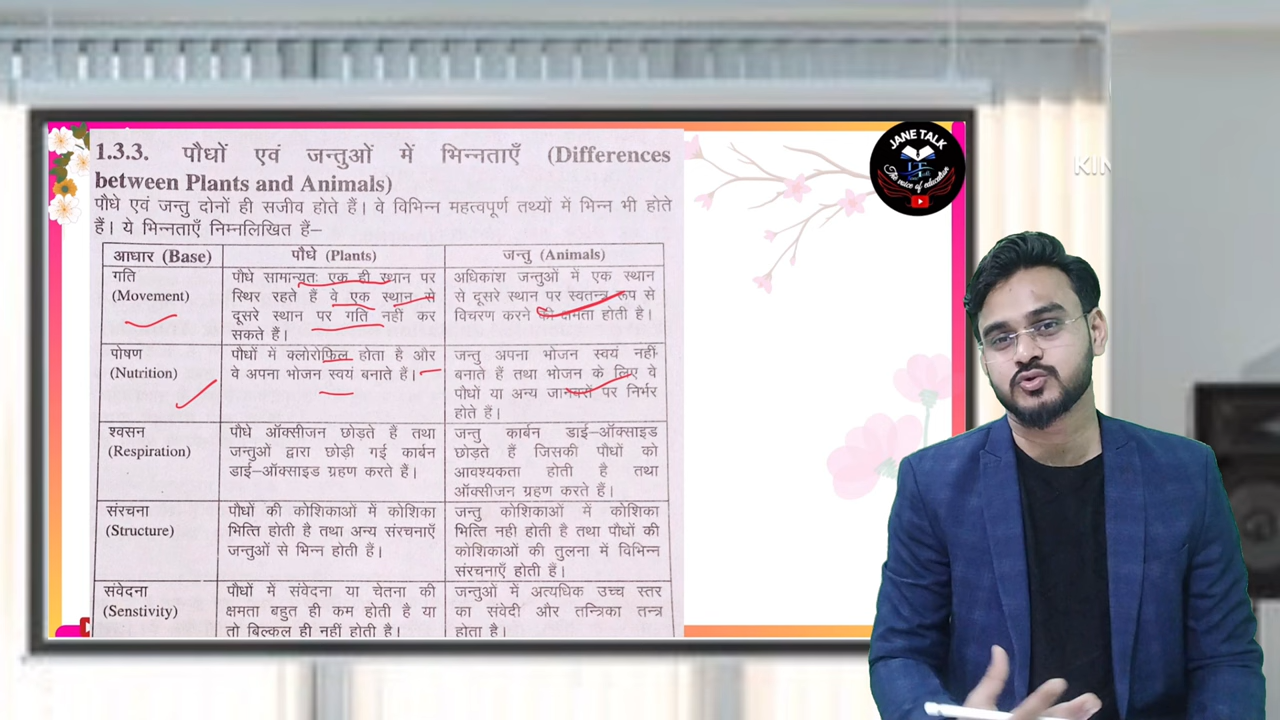 1.3.3. पौधों एवं जन्तुओं में भिन्नताएँ (Differences
between Plants and Animals)
पौधे एवं जन्तु दोनों ही सजीव होते हैं। वे विभिन्न महत्वपूर्ण तथ्यों में भिन्न भी होते
हैं। ये भिन्नताएँ निम्नलिखित हैं–
आधार (Base)
पौधे (Plants)
जन्तु (Animals)
गति
(Movement)
पौधे सामान्यतः एक ही स्थान पर
स्थिर रहते हैं वे एक स्थान से
दूसरे स्थान पर गति नहीं कर
सकते हैं।
अधिकांश जन्तुओं में एक स्थान
से दूसरे स्थान पर स्वतन्त्र रूप से
विचरण करने की क्षमता होती है।
पोषण
(Nutrition)
पौधों में क्लोरोफिल होता है और
वे अपना भोजन स्वयं बनाते हैं।
जन्तु अपना भोजन स्वयं नहीं
बनाते हैं तथा भोजन के लिए वे
पौधों या अन्य जानवरों पर निर्भर
होते हैं।
श्वसन
(Respiration)
पौधे ऑक्सीजन छोड़ते हैं तथा
जन्तुओं द्वारा छोड़ी गई कार्बन
डाई–ऑक्साइड ग्रहण करते हैं।
जन्तु कार्बन डाई–ऑक्साइड
छोड़ते हैं जिसकी पौधों को
आवश्यकता होती है तथा
ऑक्सीजन ग्रहण करते हैं।
संरचना
(Structure)
पौधों की कोशिकाओं में कोशिका
भित्ति होती है तथा अन्य संरचनाएँ
जन्तुओं से भिन्न होती हैं।
जन्तु कोशिकाओं में कोशिका
भित्ति नही होती है तथा पौधों की
कोशिकाओं की तुलना में विभिन्न
संरचनाएँ होती हैं।
संवेदना
(Senstivity)
पौधों में संवेदना या चेतना की
क्षमता बहुत ही कम होती है या
तो बिल्कुल ही नहीं होती है।
जन्तुओं में अत्यधिक उच्च स्तर
का संवेदी और तन्त्रिका तन्त्र
होता है।
JANE TALK
The voice of education
KIN